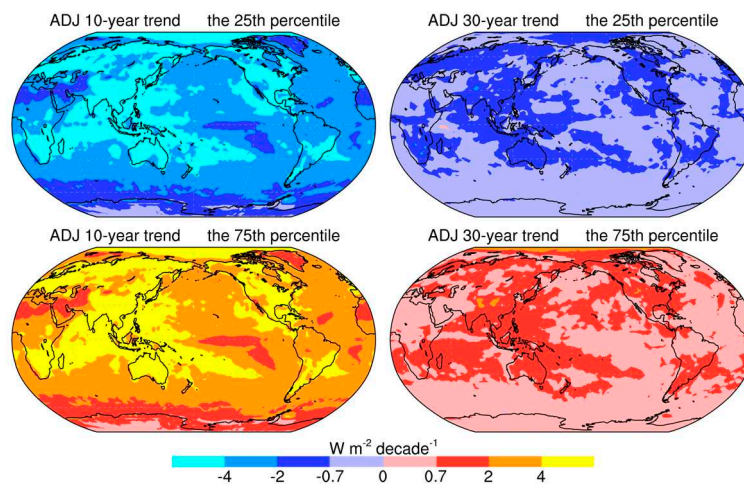 ADJ 10-year trend the 25th percentile
ADJ 30-year trend the 25th percentile
ADJ 10-year trend the 75th percentile
ADJ 30-year trend the 75th percentile
W m⁻² decade⁻¹
-4 -2 -0.7 0 0.7 2 4